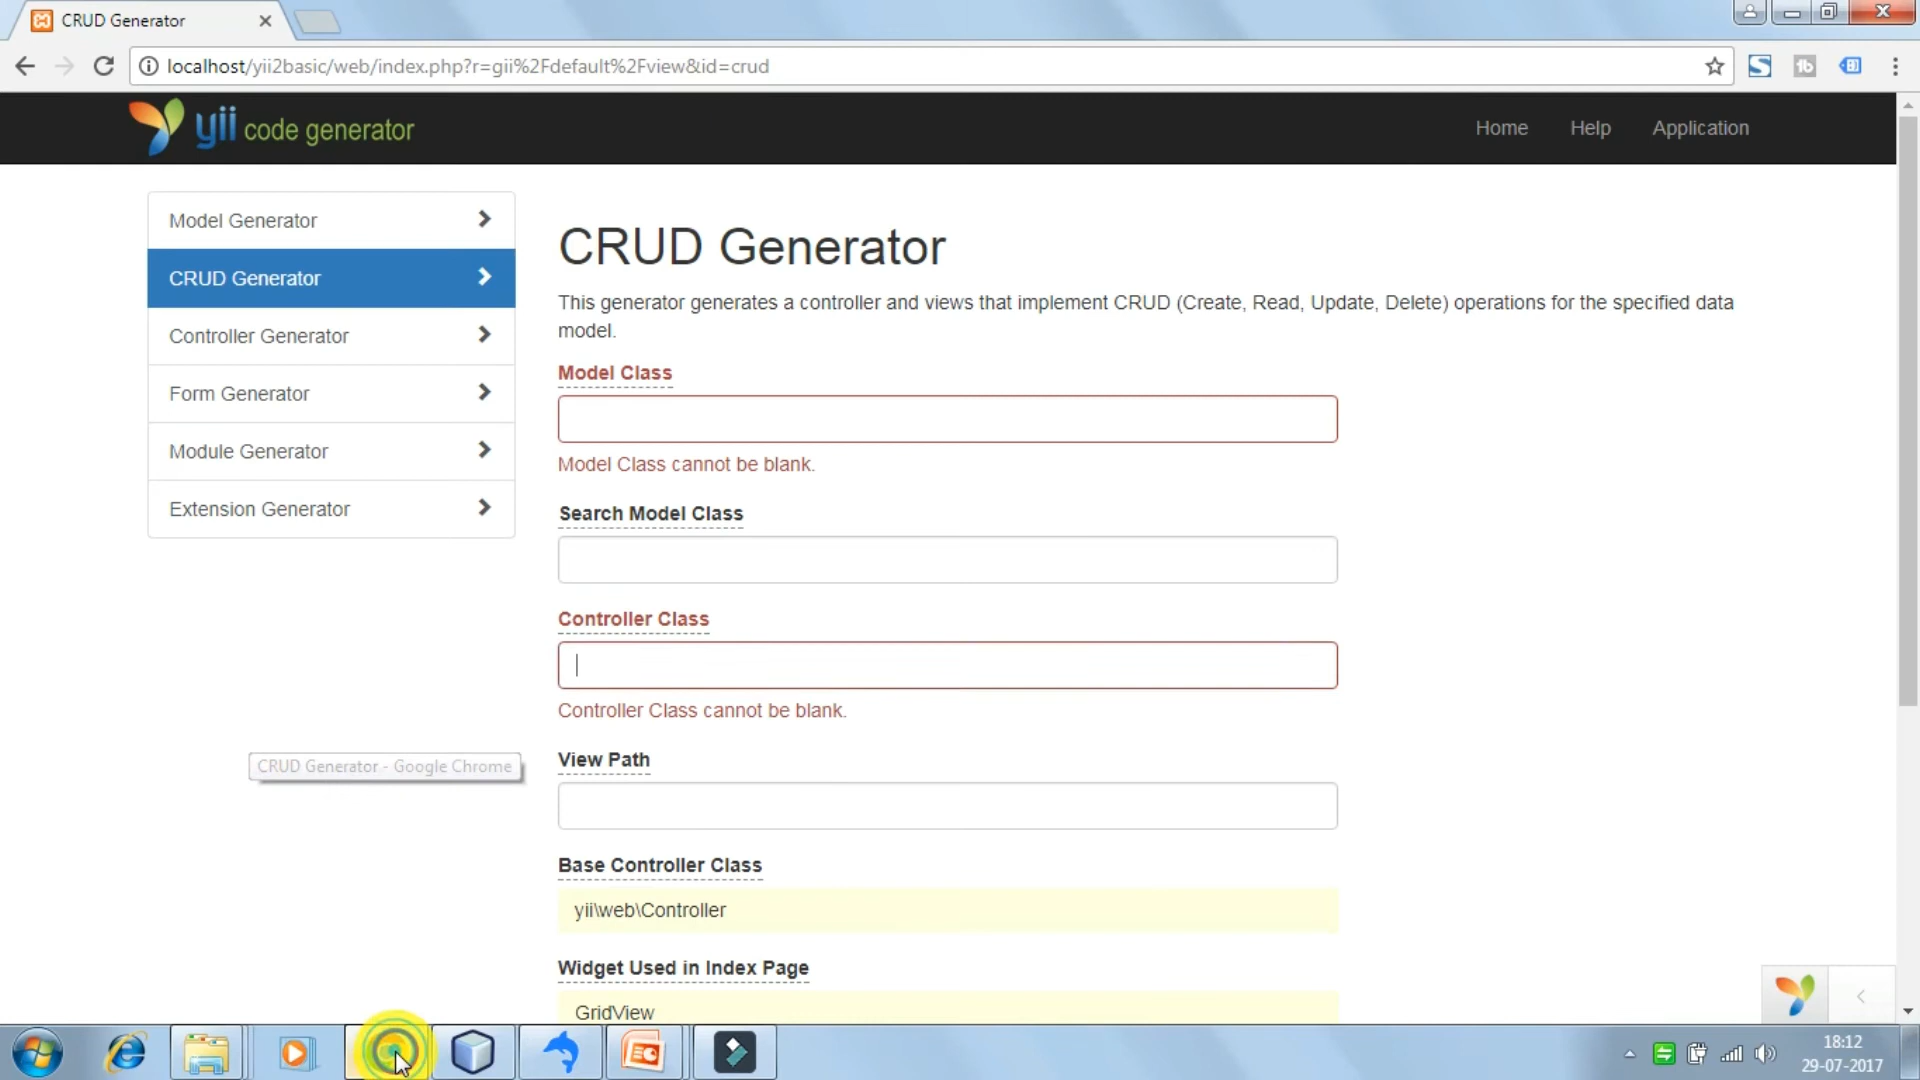 CRUD Generator
localhost/yii2basic/web/index.php?r=gii%2Fdefault%2Fview&id=crud
yii code generator
Home
Help
Application
Model Generator
CRUD Generator
Controller Generator
Form Generator
Module Generator
Extension Generator
CRUD Generator
This generator generates a controller and views that implement CRUD (Create, Read, Update, Delete) operations for the specified data
model.
Model Class
Model Class cannot be blank.
Search Model Class
Controller Class
Controller Class cannot be blank.
CRUD Generator - Google Chrome
View Path
Base Controller Class
yii\web\Controller
Widget Used in Index Page
GridView
18:12
29-07-2017